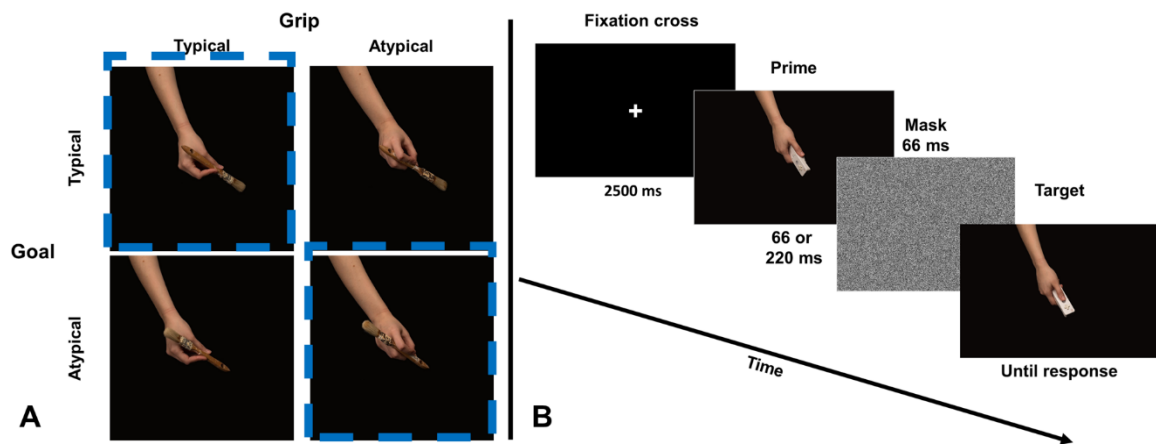 Grip
Typical
Atypical
Typical
Goal
Atypical
A
Fixation cross
2500 ms
Prime
66 or
220 ms
Mask
66 ms
Target
Until response
Time
B